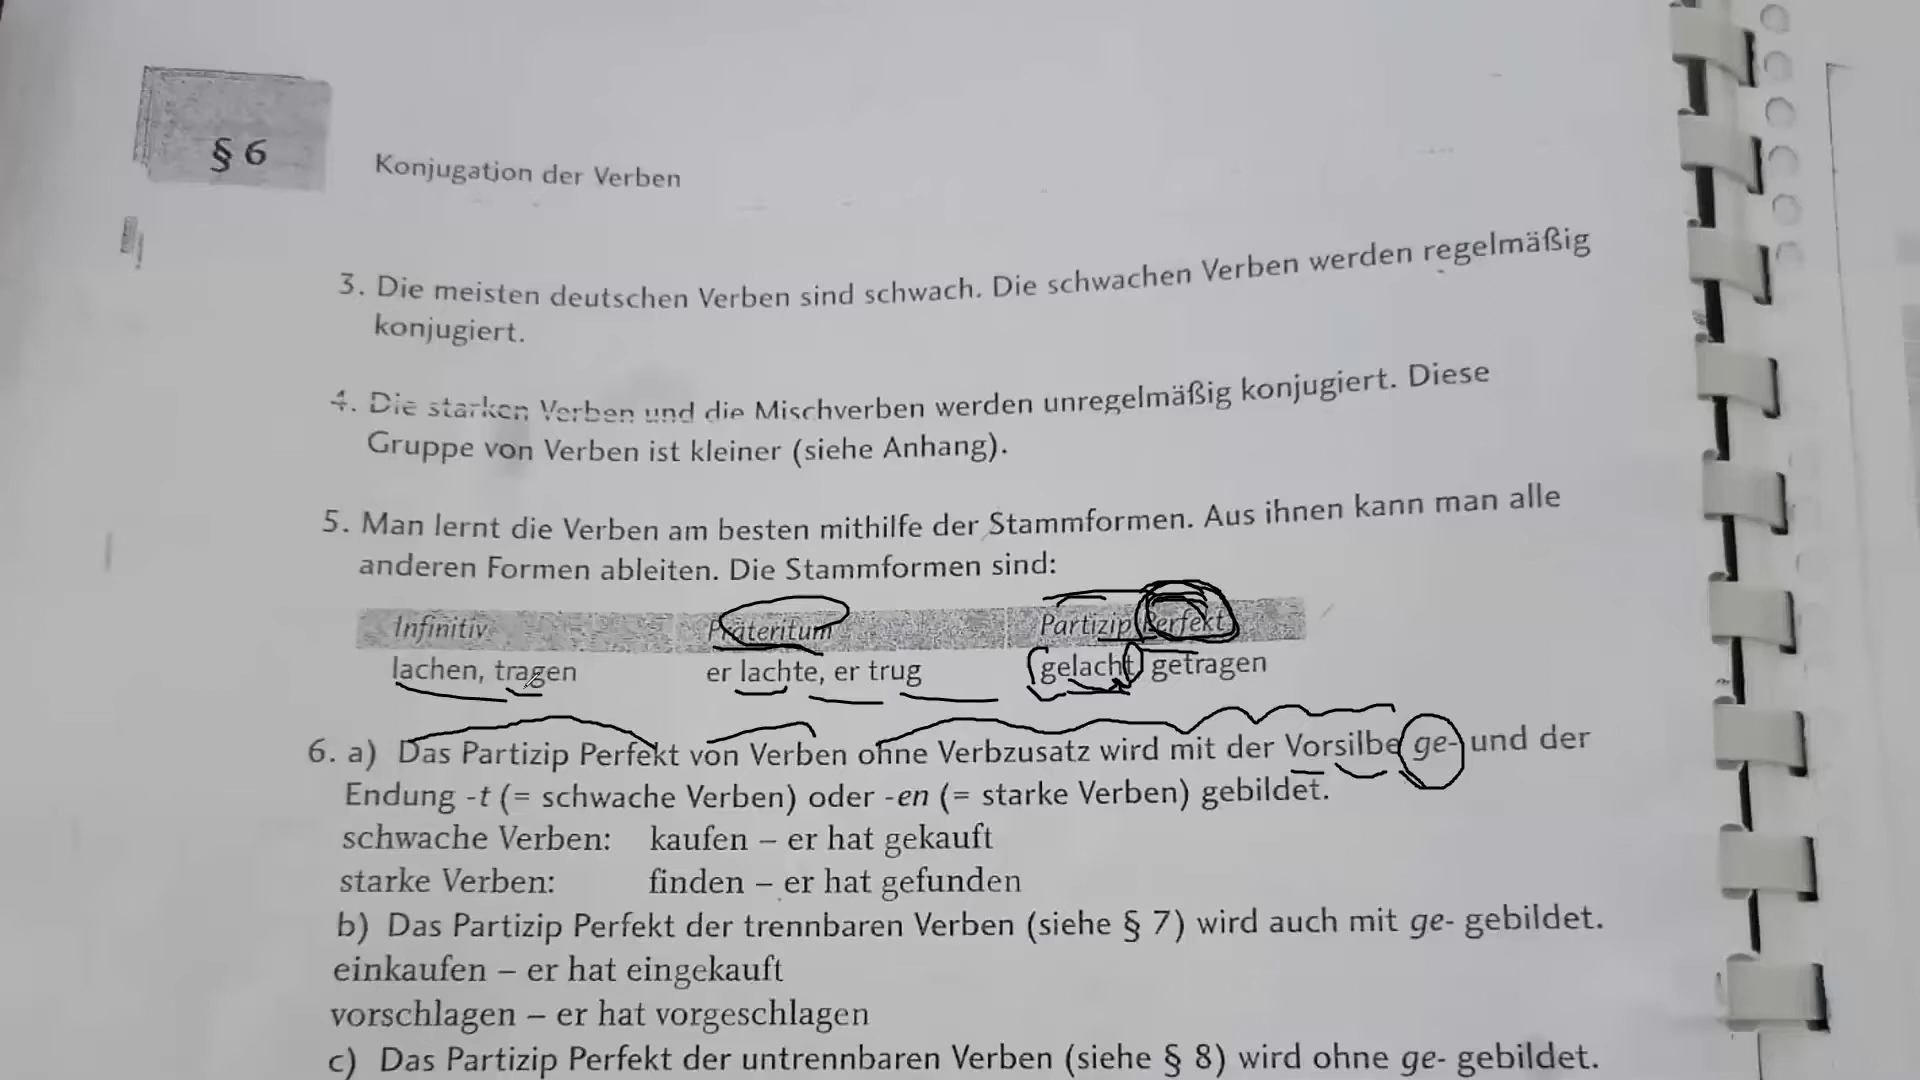 § 6
Konjugation der Verben
3. Die meisten deutschen Verben sind schwach. Die schwachen Verben werden regelmäßig
konjugiert.
4. Die starken Verben und die Mischverben werden unregelmäßig konjugiert. Diese
Gruppe von Verben ist kleiner (siehe Anhang).
5. Man lernt die Verben am besten mithilfe der Stammformen. Aus ihnen kann man alle
anderen Formen ableiten. Die Stammformen sind:
Infinitiv Präteritum Partizip Perfekt
lachen, tragen er lachte, er trug gelacht, getragen
6. a) Das Partizip Perfekt von Verben ohne Verbzusatz wird mit der Vorsilbe ge- und der
Endung -t (= schwache Verben) oder -en (= starke Verben) gebildet.
schwache Verben: kaufen – er hat gekauft
starke Verben: finden – er hat gefunden
b) Das Partizip Perfekt der trennbaren Verben (siehe § 7) wird auch mit ge- gebildet.
einkaufen – er hat eingekauft
vorschlagen – er hat vorgeschlagen
c) Das Partizip Perfekt der untrennbaren Verben (siehe § 8) wird ohne ge- gebildet.